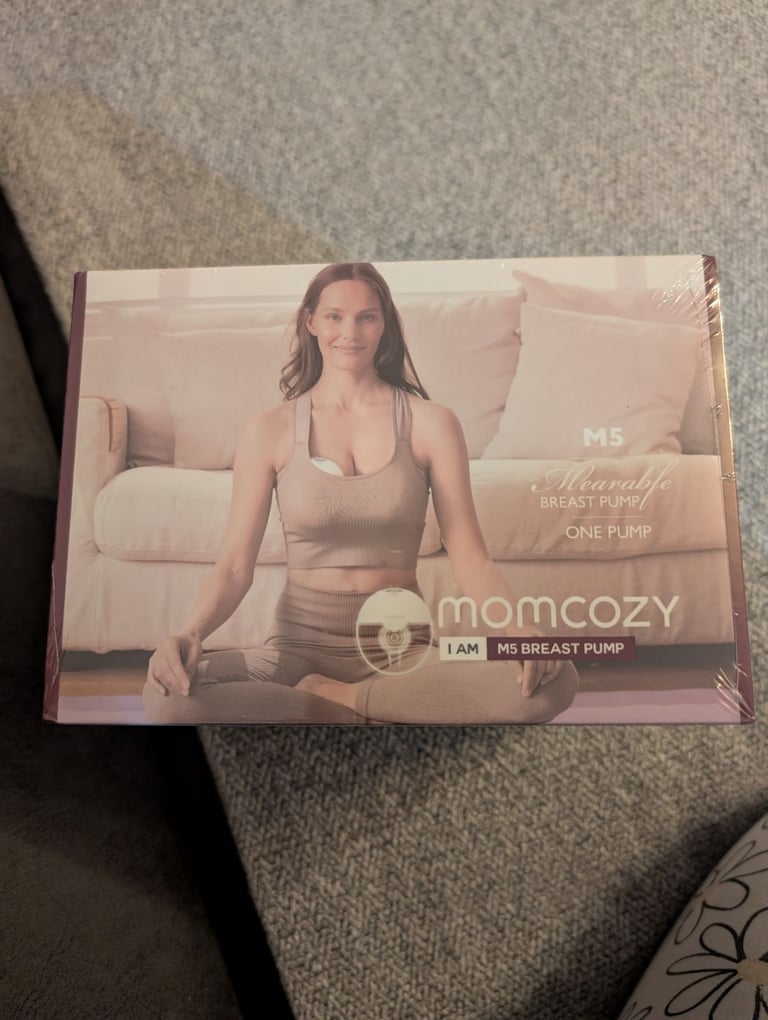 M5
Wearable
BREAST PUMP
ONE PUMP
momcozy
I AM M5 BREAST PUMP